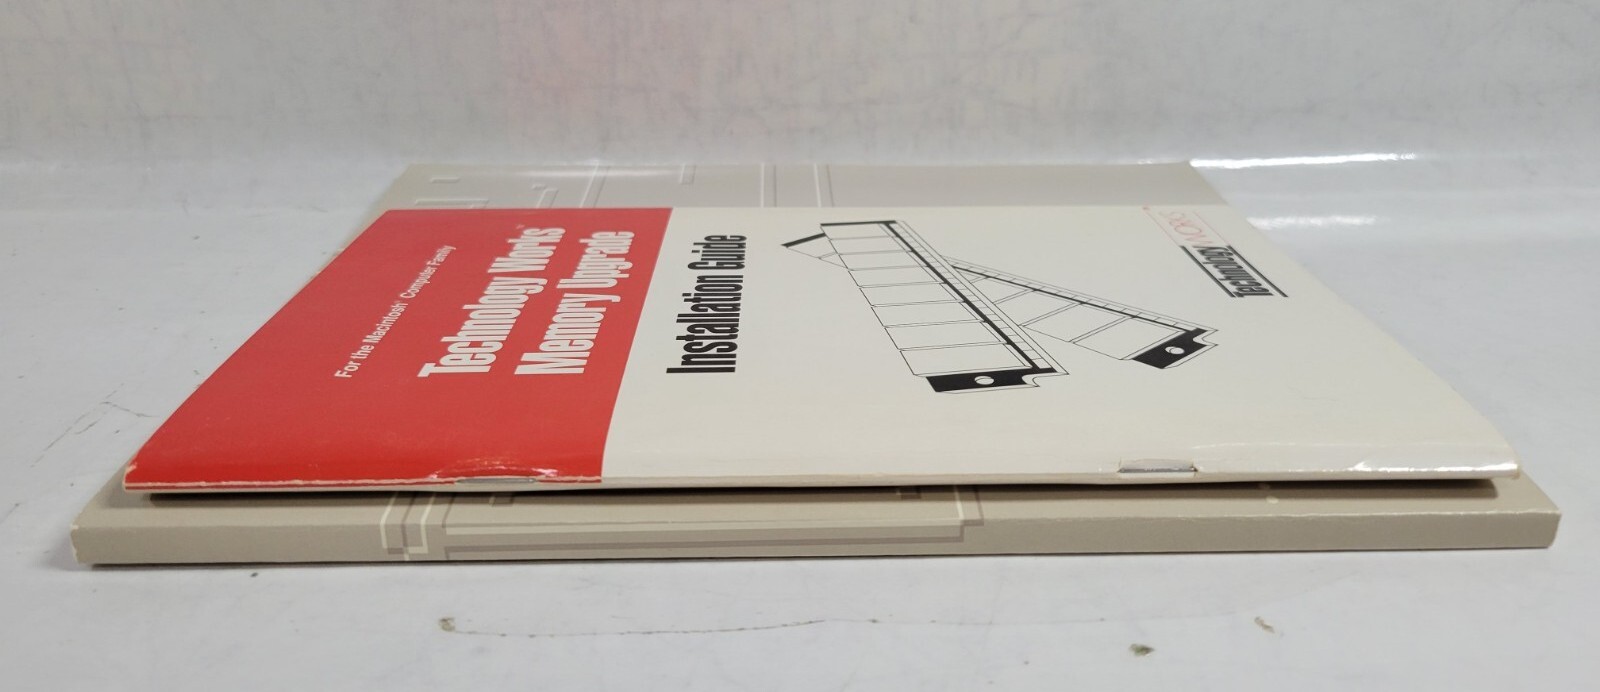 For the Macintosh® Computer Family
Technology Works®
Memory Upgrade
Installation Guide
Technology
WORKS